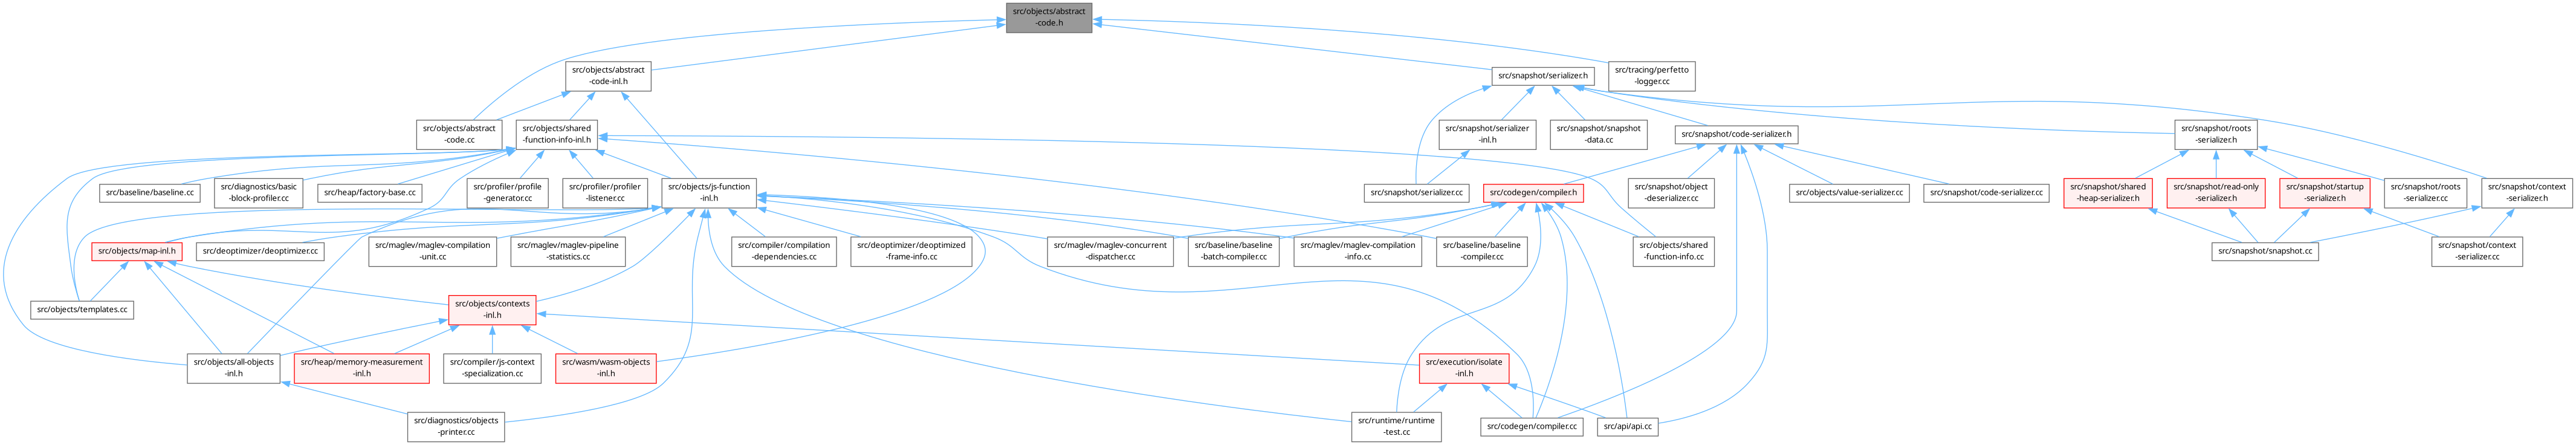 src/objects/abstract
-code.h
src/objects/abstract
-code-inl.h
src/snapshot/serializer.h
src/tracing/perfetto
-logger.cc
src/objects/abstract
-code.cc
src/objects/shared
-function-info-inl.h
src/snapshot/serializer
-inl.h
src/snapshot/snapshot
-data.cc
src/snapshot/code-serializer.h
src/snapshot/roots
-serializer.h
src/baseline/baseline.cc
src/diagnostics/basic
-block-profiler.cc
src/heap/factory-base.cc
src/profiler/profile
-generator.cc
src/profiler/profiler
-listener.cc
src/objects/js-function
-inl.h
src/snapshot/serializer.cc
src/codegen/compiler.h
src/snapshot/object
-deserializer.cc
src/objects/value-serializer.cc
src/snapshot/code-serializer.cc
src/snapshot/shared
-heap-serializer.h
src/snapshot/read-only
-serializer.h
src/snapshot/startup
-serializer.h
src/snapshot/roots
-serializer.cc
src/snapshot/context
-serializer.h
src/objects/map-inl.h
src/deoptimizer/deoptimizer.cc
src/maglev/maglev-compilation
-unit.cc
src/maglev/maglev-pipeline
-statistics.cc
src/compiler/compilation
-dependencies.cc
src/deoptimizer/deoptimized
-frame-info.cc
src/maglev/maglev-concurrent
-dispatcher.cc
src/baseline/baseline
-batch-compiler.cc
src/maglev/maglev-compilation
-info.cc
src/baseline/baseline
-compiler.cc
src/objects/shared
-function-info.cc
src/snapshot/snapshot.cc
src/snapshot/context
-serializer.cc
src/objects/templates.cc
src/objects/contexts
-inl.h
src/objects/all-objects
-inl.h
src/heap/memory-measurement
-inl.h
src/compiler/js-context
-specialization.cc
src/wasm/wasm-objects
-inl.h
src/execution/isolate
-inl.h
src/diagnostics/objects
-printer.cc
src/runtime/runtime
-test.cc
src/codegen/compiler.cc
src/api/api.cc